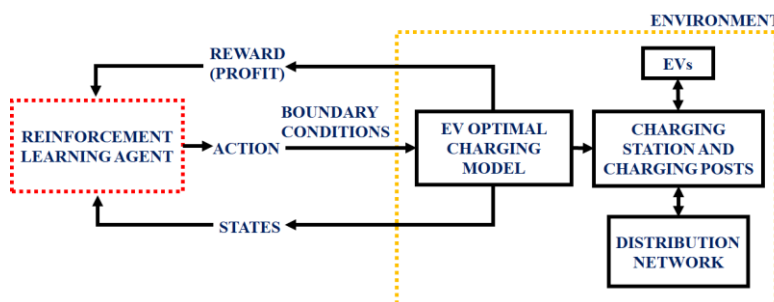 ENVIRONMENT
REWARD
(PROFIT)
EVs
BOUNDARY
CONDITIONS
REINFORCEMENT
LEARNING AGENT
ACTION
EV OPTIMAL
CHARGING
MODEL
CHARGING
STATION AND
CHARGING POSTS
STATES
DISTRIBUTION
NETWORK